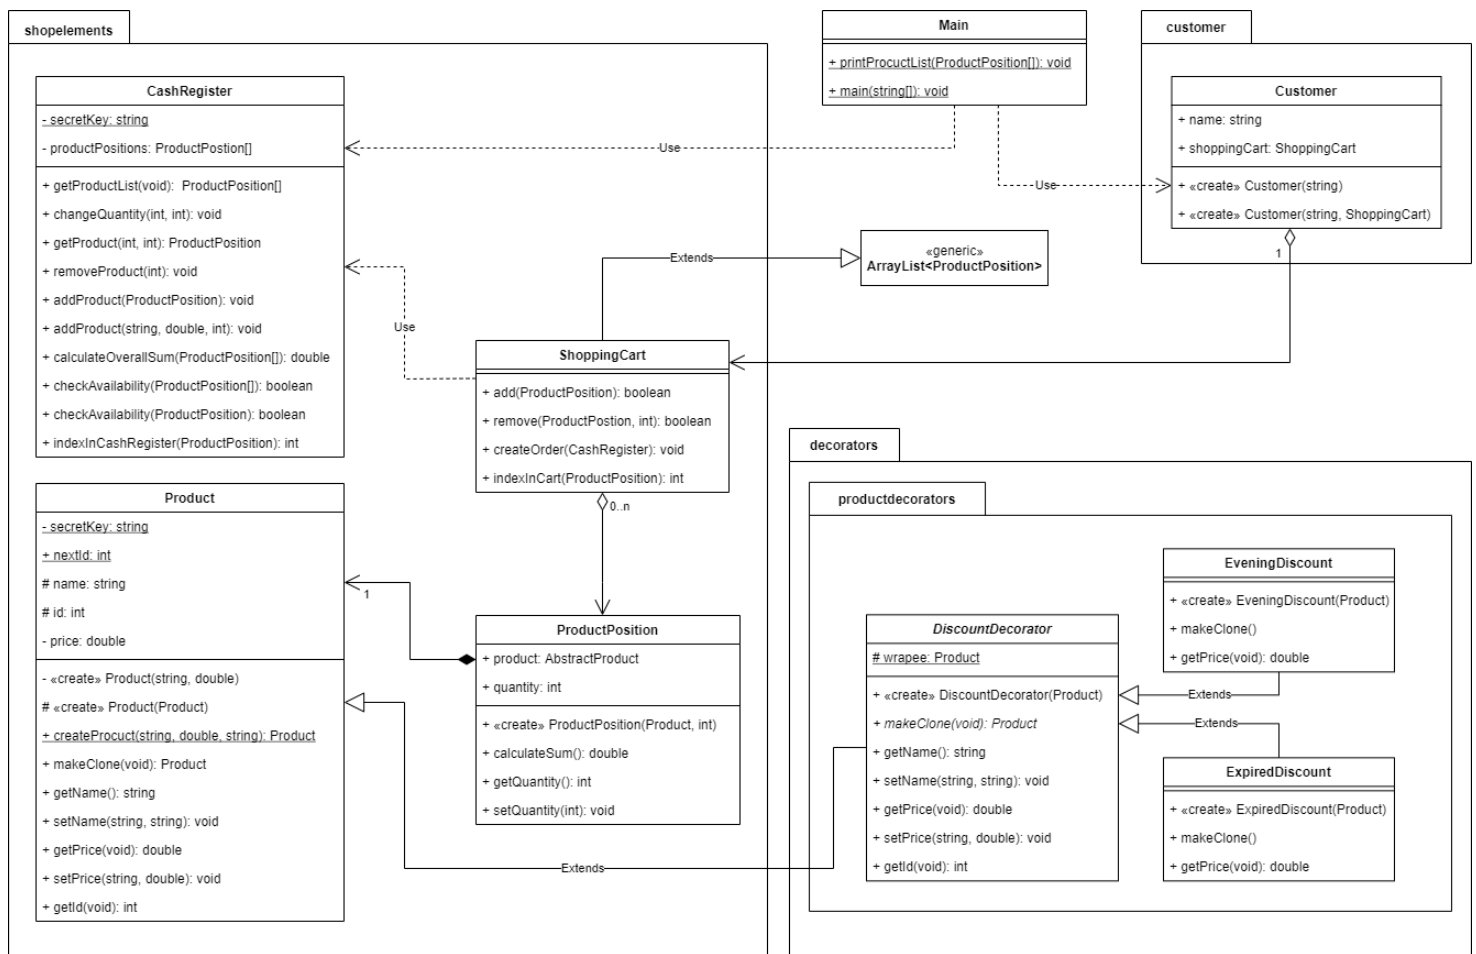 shopelements
CashRegister
- secretKey: string
- productPositions: ProductPostion[]
+ getProductList(void):  ProductPosition[]
+ changeQuantity(int, int): void
+ getProduct(int, int): ProductPosition
+ removeProduct(int): void
+ addProduct(ProductPosition): void
+ addProduct(string, double, int): void
+ calculateOverallSum(ProductPosition[]): double
+ checkAvailability(ProductPosition[]): boolean
+ checkAvailability(ProductPosition): boolean
+ indexInCashRegister(ProductPosition): int
Product
- secretKey: string
+ nextId: int
# name: string
# id: int
- price: double
- «create» Product(string, double)
# «create» Product(Product)
+ createProcuct(string, double, string): Product
+ makeClone(void): Product
+ getName(): string
+ setName(string, string): void
+ getPrice(void): double
+ setPrice(string, double): void
+ getId(void): int
1
Use
Use
Extends
ShoppingCart
+ add(ProductPosition): boolean
+ remove(ProductPostion, int): boolean
+ createOrder(CashRegister): void
+ indexInCart(ProductPosition): int
0..n
ProductPosition
+ product: AbstractProduct
+ quantity: int
+ «create» ProductPosition(Product, int)
+ calculateSum(): double
+ getQuantity(): int
+ setQuantity(int): void
Extends
Main
+ printProcuctList(ProductPosition[]): void
+ main(string[]): void
Use
«generic»
ArrayList<ProductPosition>
customer
Customer
+ name: string
+ shoppingCart: ShoppingCart
+ «create» Customer(string)
+ «create» Customer(string, ShoppingCart)
1
decorators
productdecorators
DiscountDecorator
# wrapee: Product
+ «create» DiscountDecorator(Product)
+ makeClone(void): Product
+ getName(): string
+ setName(string, string): void
+ getPrice(void): double
+ setPrice(string, double): void
+ getId(void): int
EveningDiscount
+ «create» EveningDiscount(Product)
+ makeClone()
+ getPrice(void): double
Extends
Extends
ExpiredDiscount
+ «create» ExpiredDiscount(Product)
+ makeClone()
+ getPrice(void): double